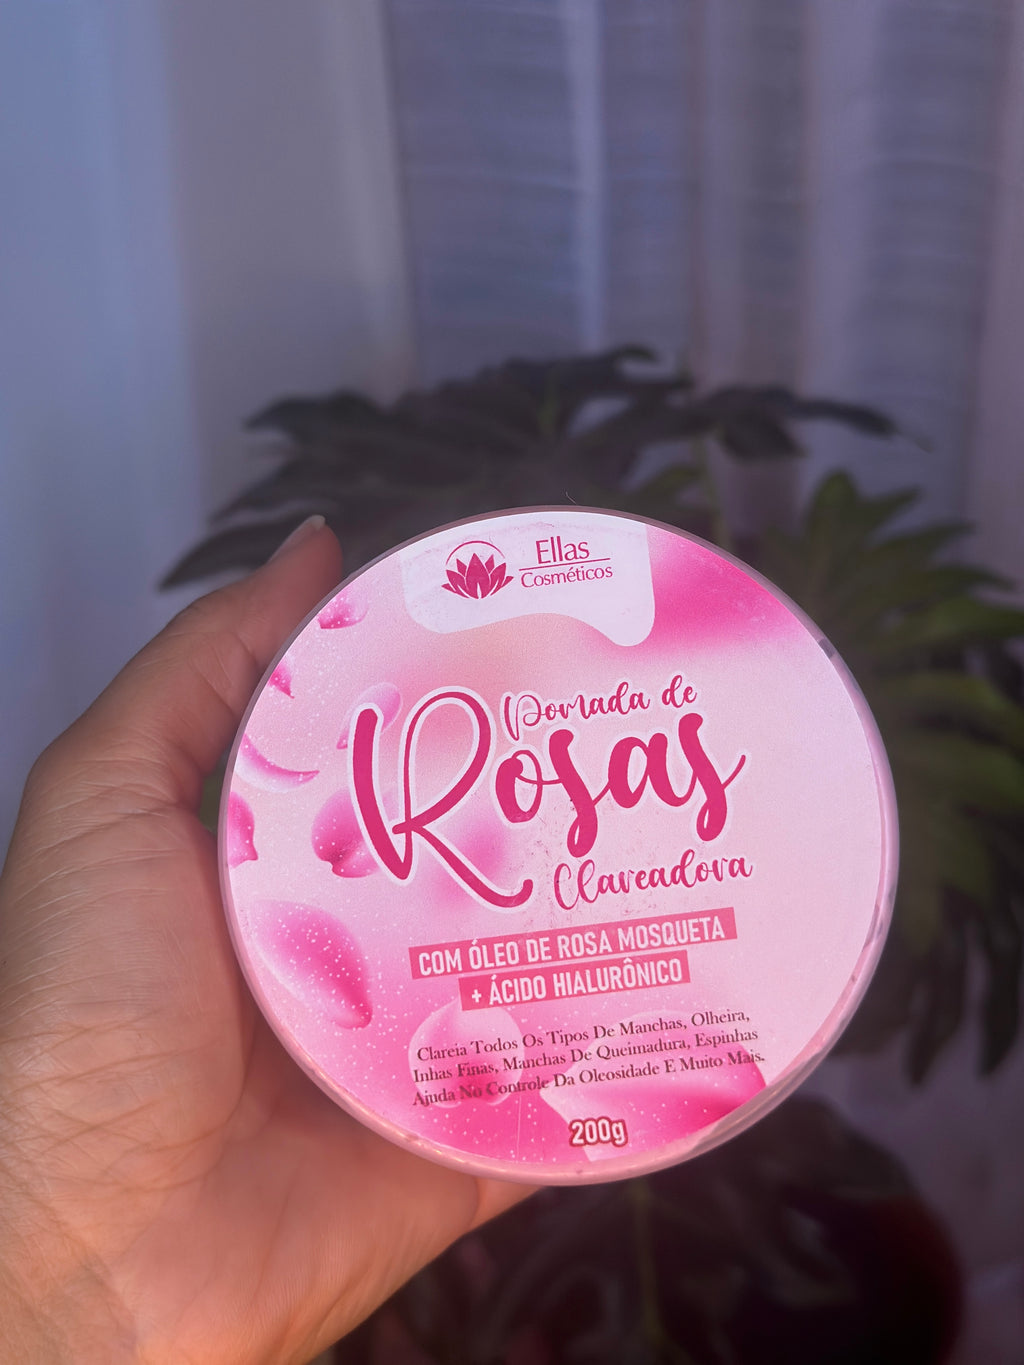 Ellas
Cosméticos
Pomada de
Rosas
Clareadora
COM ÓLEO DE ROSA MOSQUETA
+ ÁCIDO HIALURÔNICO
Clareia Todos Os Tipos De Manchas, Olheira,
Inhas Finas, Manchas De Queimadura, Espinhas
Ajuda No Controle Da Oleosidade E Muito Mais.
200g